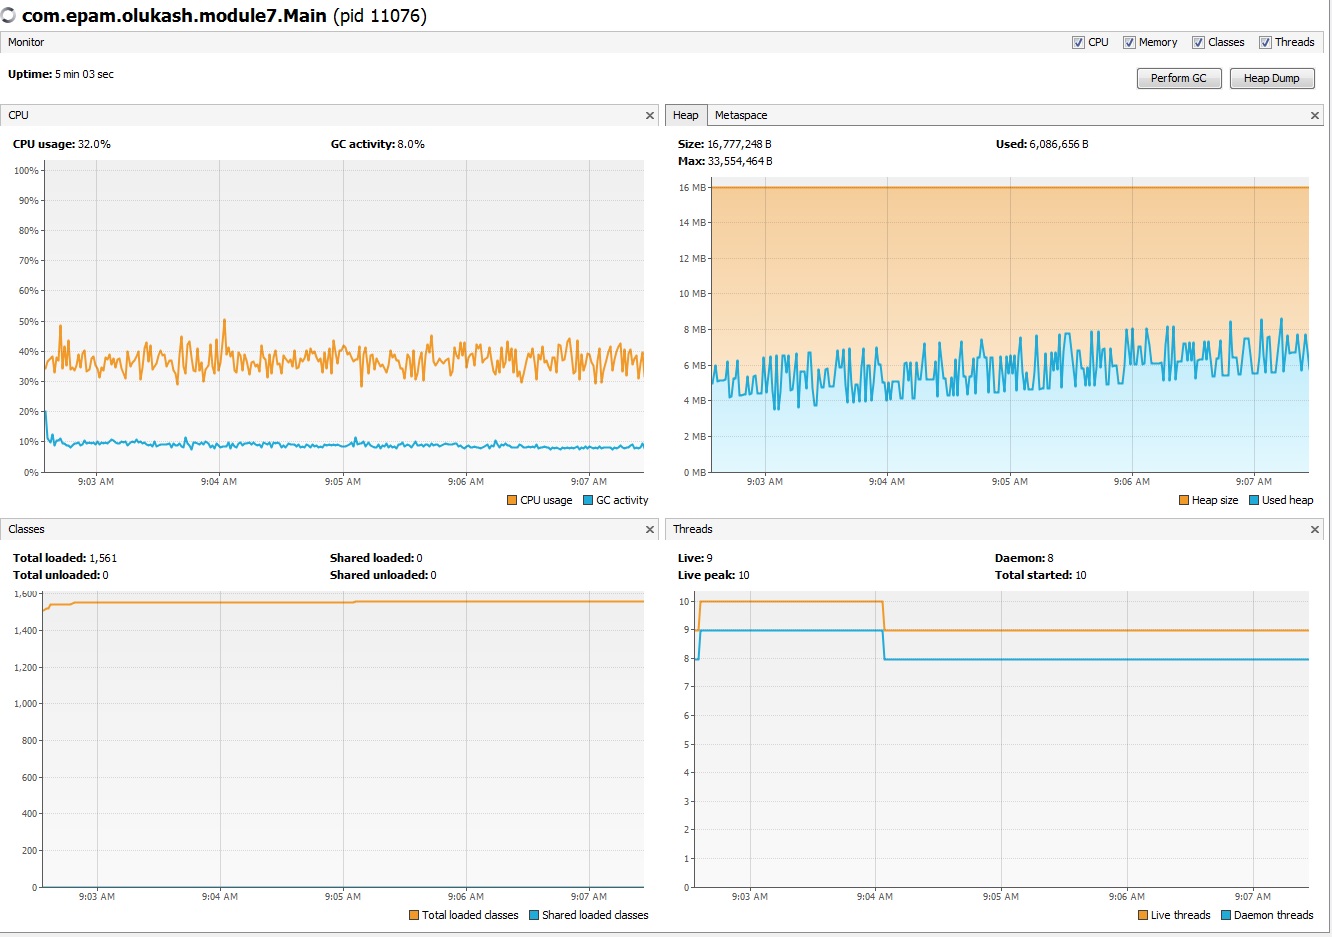 com.epam.olukash.module7.Main (pid 11076)
Monitor
CPU Memory Classes Threads
Uptime: 5 min 03 sec
Perform GC Heap Dump
CPU
CPU usage: 32.0% GC activity: 8.0%
100%
90%
80%
70%
60%
50%
40%
30%
20%
10%
0%
9:03 AM 9:04 AM 9:05 AM 9:06 AM 9:07 AM
CPU usage GC activity
Heap Metaspace
Size: 16,777,248 B Used: 6,086,656 B
Max: 33,554,464 B
16 MB
14 MB
12 MB
10 MB
8 MB
6 MB
4 MB
2 MB
0 MB
9:03 AM 9:04 AM 9:05 AM 9:06 AM 9:07 AM
Heap size Used heap
Classes
Total loaded: 1,561 Shared loaded: 0
Total unloaded: 0 Shared unloaded: 0
1,600
1,400
1,200
1,000
800
600
400
200
0
9:03 AM 9:04 AM 9:05 AM 9:06 AM 9:07 AM
Total loaded classes Shared loaded classes
Threads
Live: 9 Daemon: 8
Live peak: 10 Total started: 10
10
9
8
7
6
5
4
3
2
1
0
9:03 AM 9:04 AM 9:05 AM 9:06 AM 9:07 AM
Live threads Daemon threads